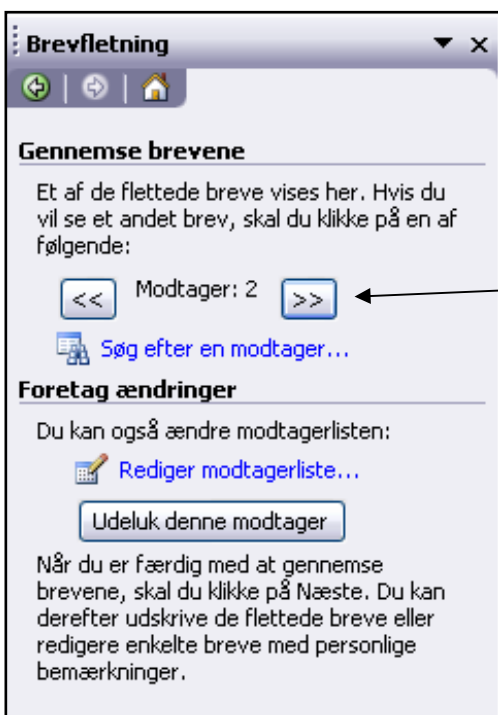 Brevfletning
Gennemse brevene
Et af de flettede breve vises her. Hvis du
vil se et andet brev, skal du klikke på en af
følgende:
<< Modtager: 2 >>
Søg efter en modtager...
Foretag ændringer
Du kan også ændre modtagerlisten:
Rediger modtagerliste...
Udeluk denne modtager
Når du er færdig med at gennemse
brevene, skal du klikke på Næste. Du kan
derefter udskrive de flettede breve eller
redigere enkelte breve med personlige
bemærkninger.